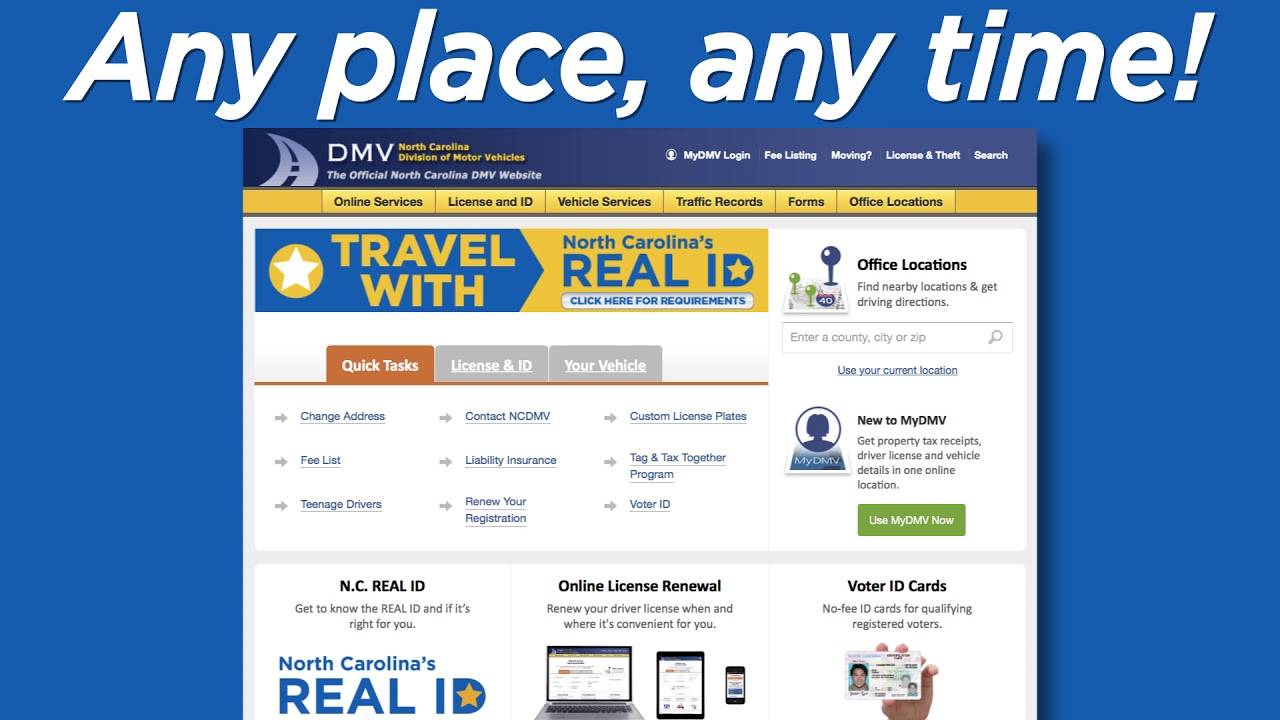 Any place, any time!
DMV North Carolina
Division of Motor Vehicles
The Official North Carolina DMV Website
MyDMV Login
Fee Listing
Moving?
License & Theft
Search
Online Services
License and ID
Vehicle Services
Traffic Records
Forms
Office Locations
TRAVEL
WITH
North Carolina's
REAL ID
CLICK HERE FOR REQUIREMENTS
40
Office Locations
Find nearby locations & get
driving directions.
Enter a county, city or zip
Use your current location
Quick Tasks
License & ID
Your Vehicle
Change Address
Contact NCDMV
Custom License Plates
Fee List
Liability Insurance
Tag & Tax Together
Program
Teenage Drivers
Renew Your
Registration
Voter ID
MyDMV
New to MyDMV
Get property tax receipts,
driver license and vehicle
details in one online
location.
Use MyDMV Now
N.C. REAL ID
Get to know the REAL ID and if it's
right for you.
North Carolina's
REAL ID
Online License Renewal
Renew your driver license when and
where it's convenient for you.
Voter ID Cards
No-fee ID cards for qualifying
registered voters.